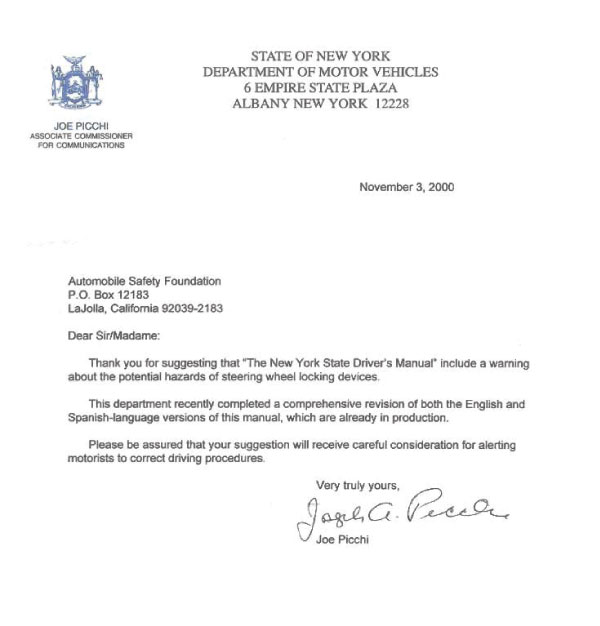 STATE OF NEW YORK
DEPARTMENT OF MOTOR VEHICLES
6 EMPIRE STATE PLAZA
ALBANY NEW YORK 12228
JOE PICCHI
ASSOCIATE COMMISSIONER
FOR COMMUNICATIONS
November 3, 2000
Automobile Safety Foundation
P.O. Box 12183
LaJolla, California 92039-2183
Dear Sir/Madame:
Thank you for suggesting that "The New York State Driver's Manual" include a warning
about the potential hazards of steering wheel locking devices.
This department recently completed a comprehensive revision of both the English and
Spanish-language versions of this manual, which are already in production.
Please be assured that your suggestion will receive careful consideration for alerting
motorists to correct driving procedures.
Very truly yours,
Joseph A. Picchi
Joe Picchi